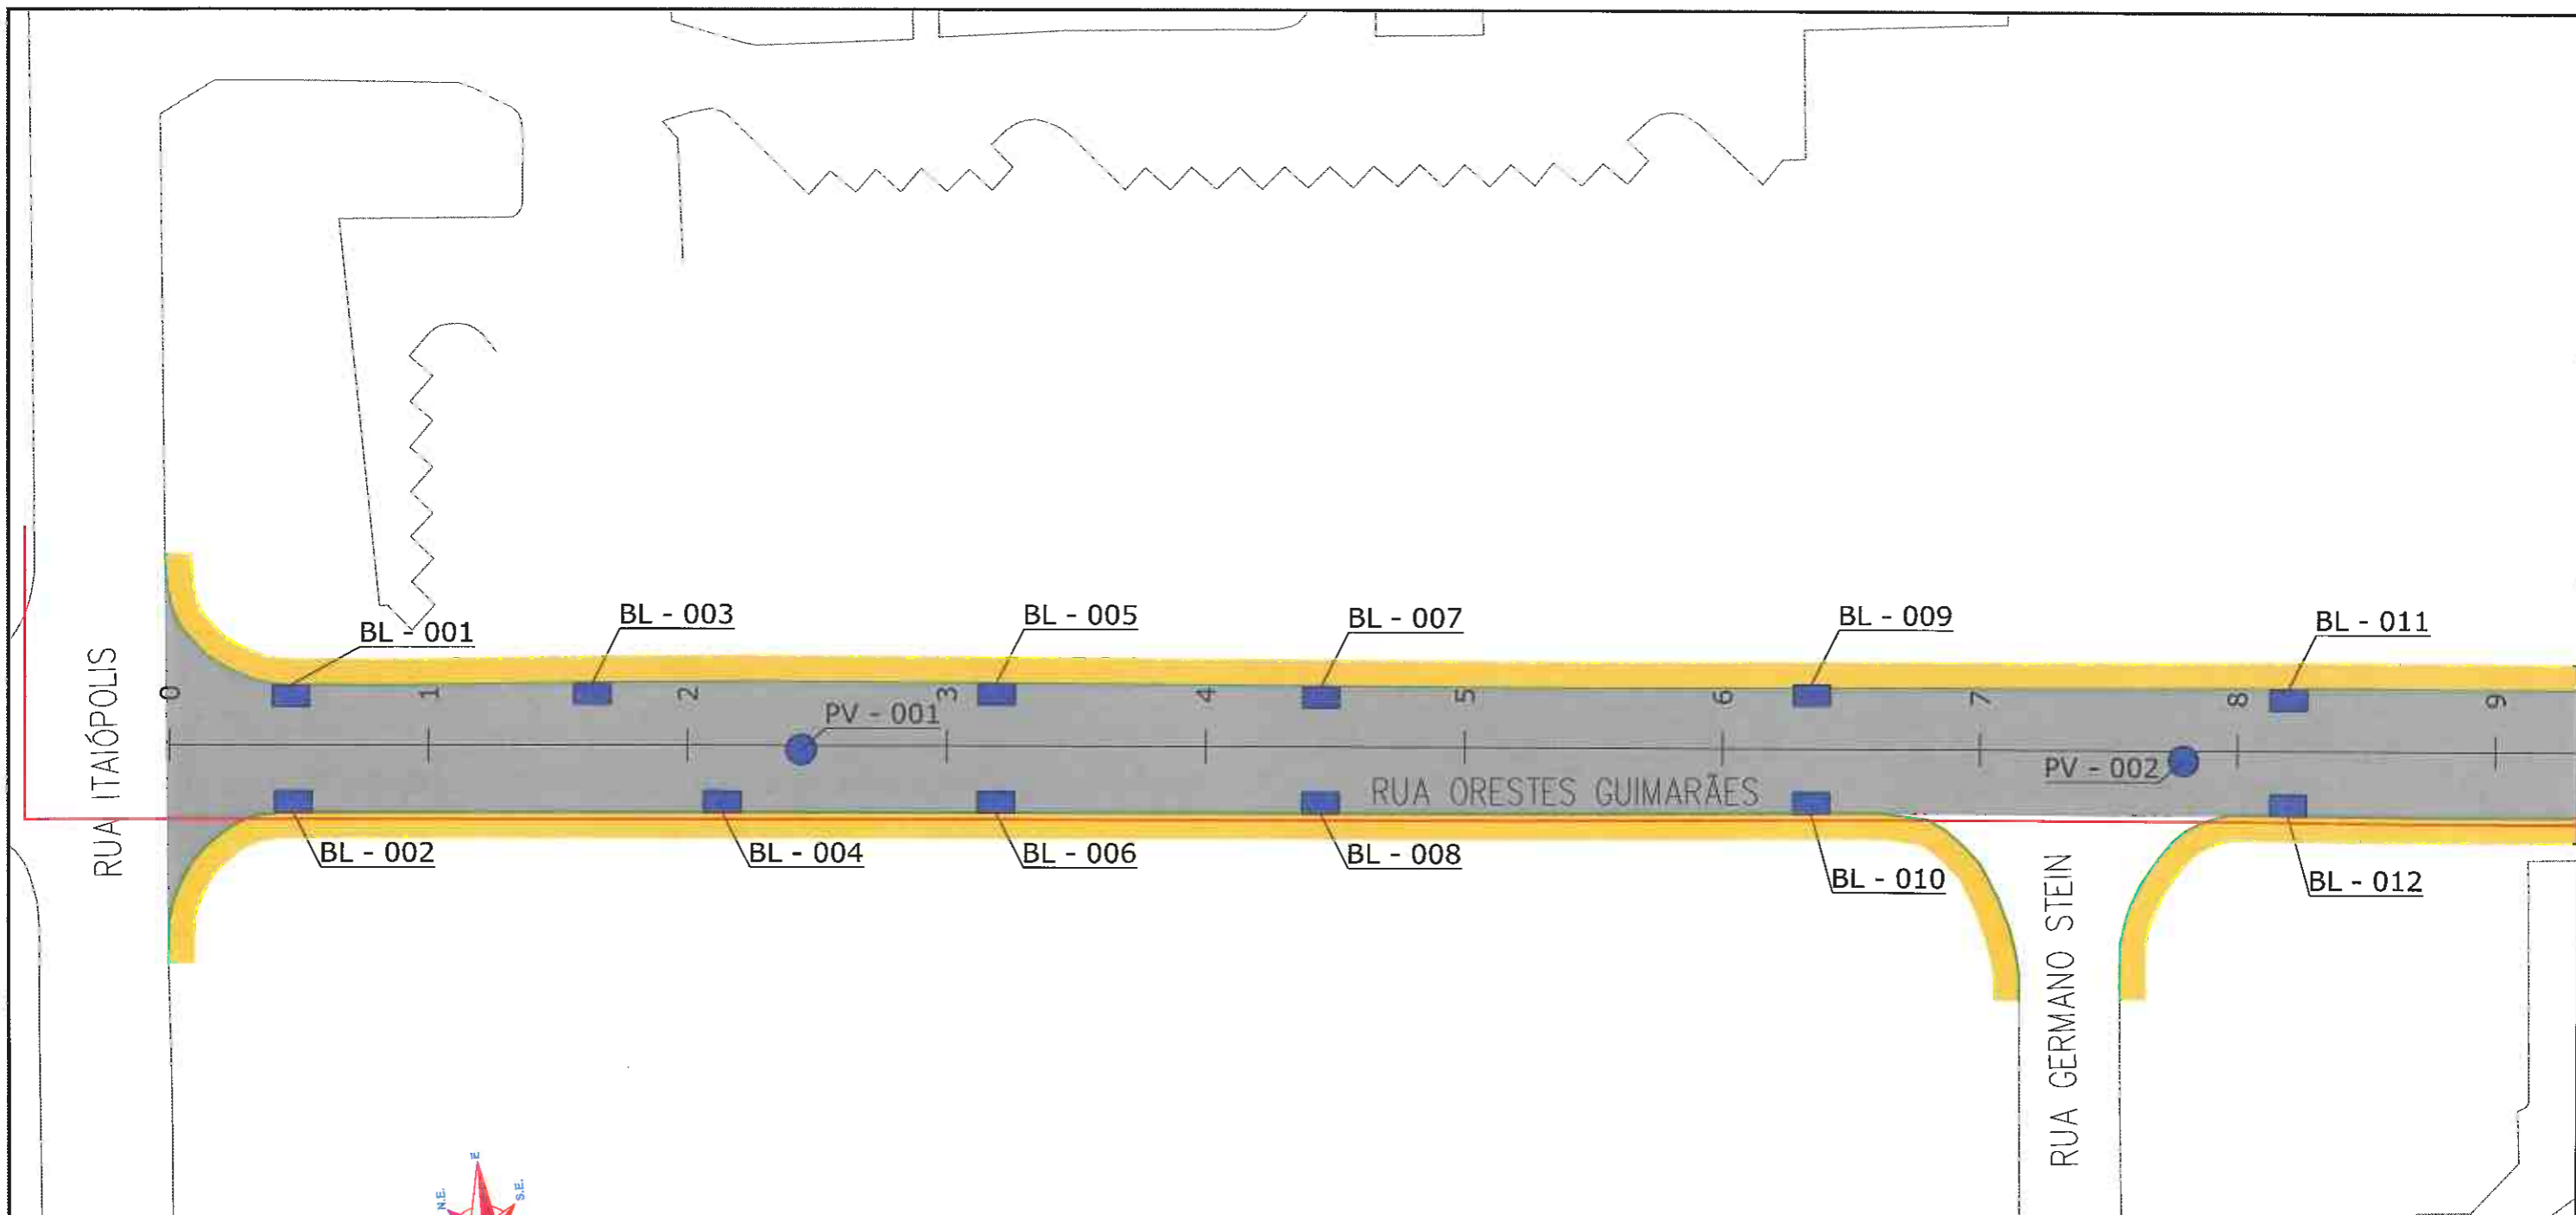 BL - 001
BL - 003
BL - 005
BL - 007
BL - 009
BL - 011
RUA ITAIÓPOLIS
0
1
2
3
4
5
6
7
8
9
PV - 001
PV - 002
RUA ORESTES GUIMARÃES
BL - 002
BL - 004
BL - 006
BL - 008
BL - 010
BL - 012
RUA GERMANO STEIN
E
N.E.
S.E.